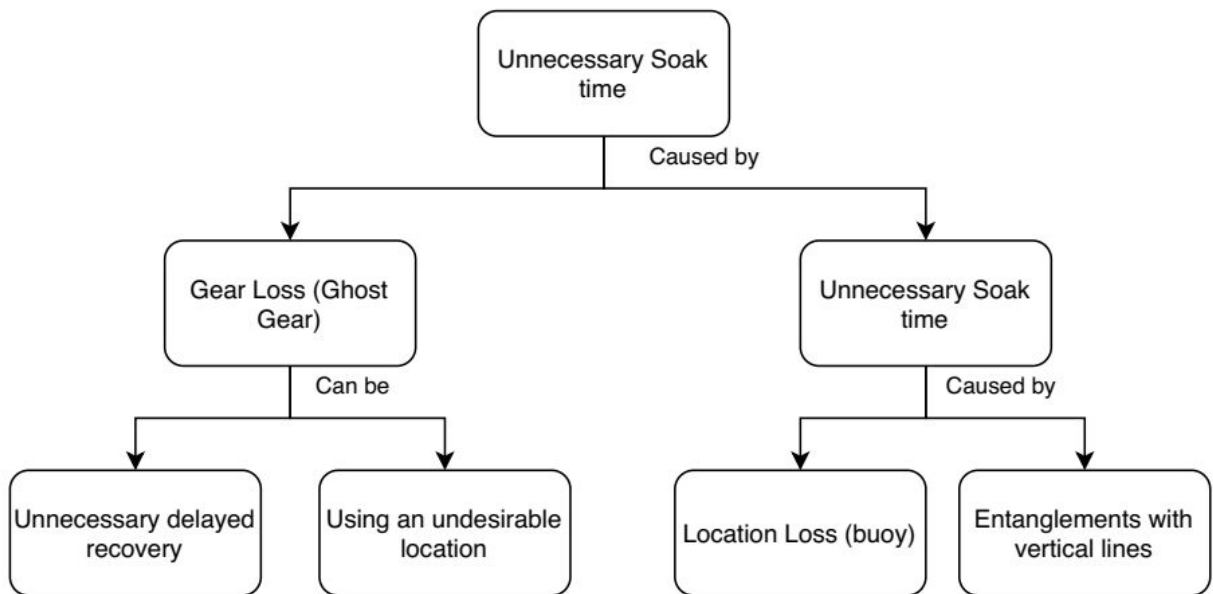 Unnecessary Soak
time
Caused by
Gear Loss (Ghost
Gear)
Unnecessary Soak
time
Can be
Caused by
Unnecessary delayed
recovery
Using an undesirable
location
Location Loss (buoy)
Entanglements with
vertical lines